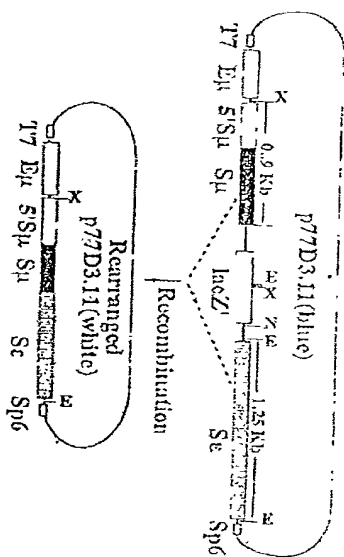 p77D3.11(blue)
X
0.9 Kb
E
X
N
E
1.25 Kb
E
T7 Eμ 5'Sμ Sμ lacZ' Sε Sp6
Recombination
Rearranged
p77D3.11(white)
X
E
T7 Eμ 5'Sμ Sμ Sε Sp6